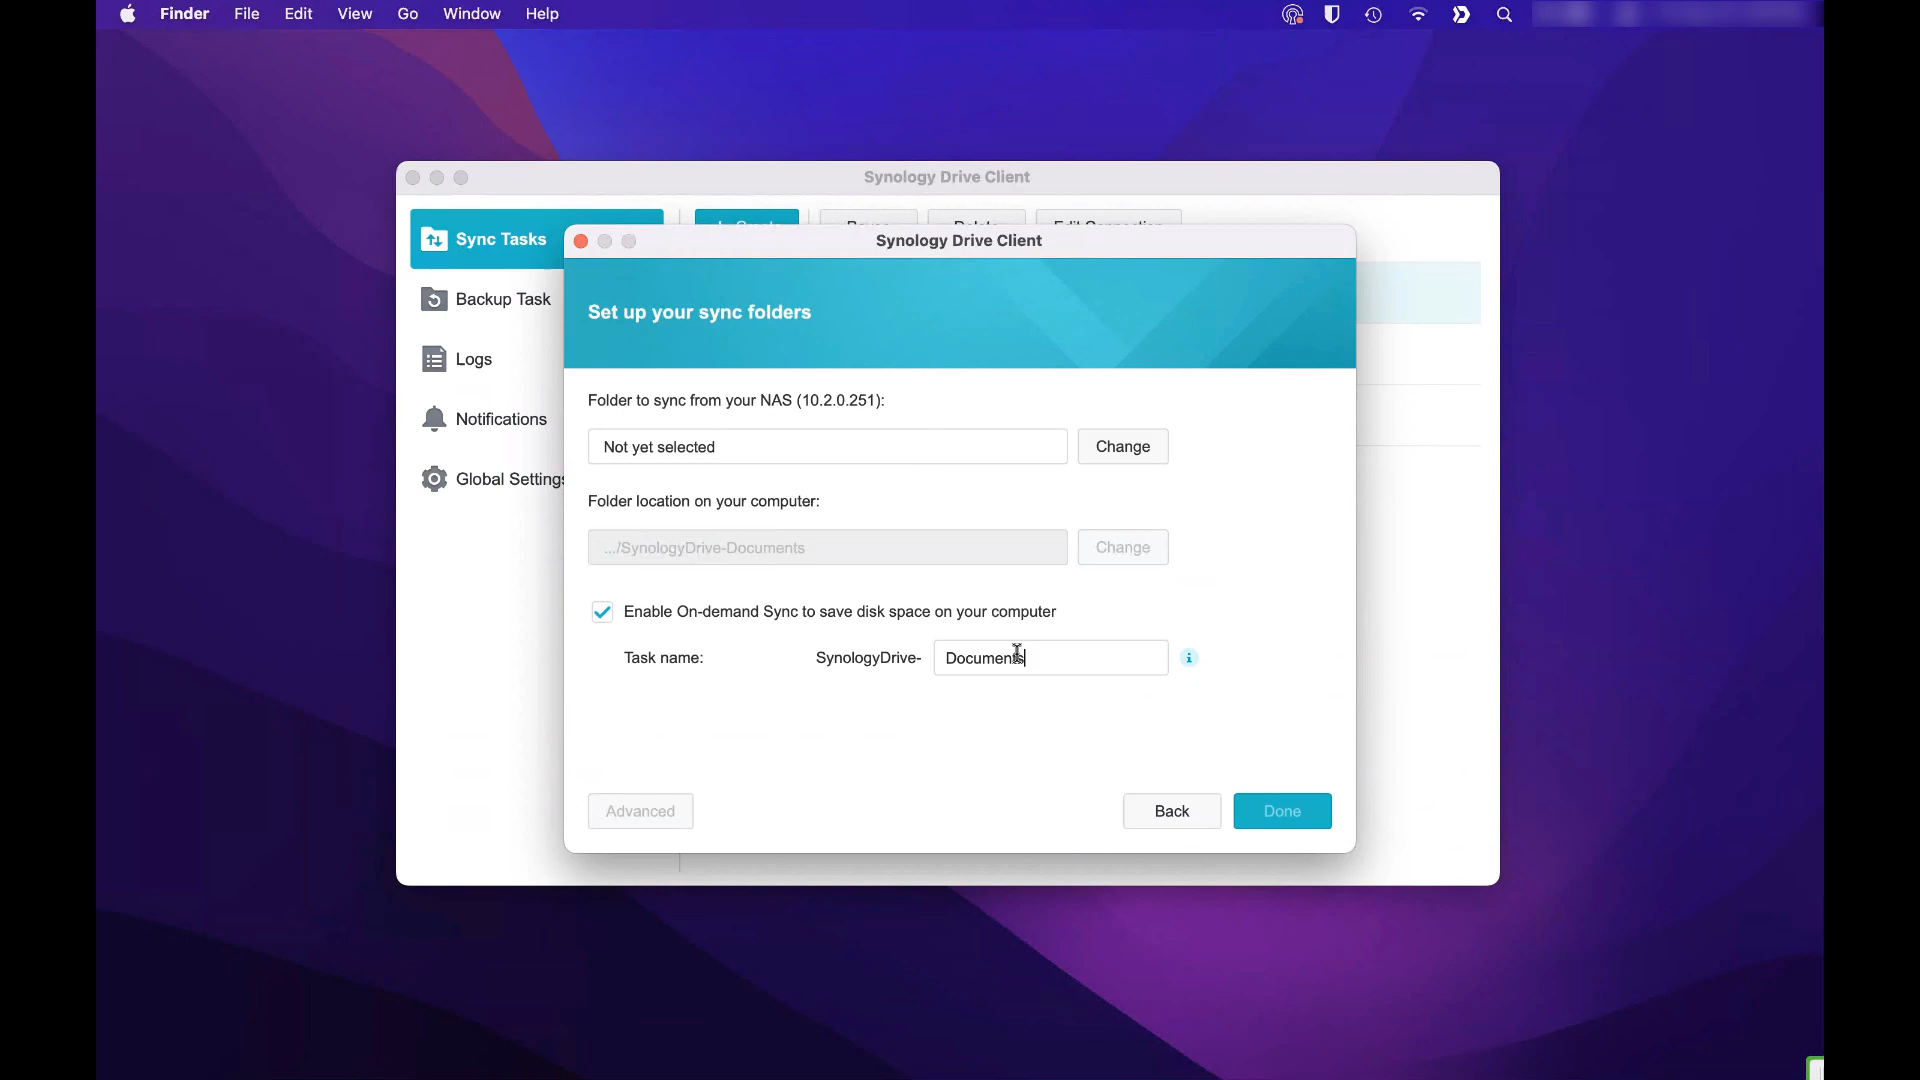 Finder File Edit View Go Window Help
Synology Drive Client
Sync Tasks
Backup Task
Logs
Notifications
Global Settings
Synology Drive Client
Set up your sync folders
Folder to sync from your NAS (10.2.0.251):
Not yet selected
Change
Folder location on your computer:
.../SynologyDrive-Documents
Change
Enable On-demand Sync to save disk space on your computer
Task name: SynologyDrive- Documents
Advanced
Back
Done